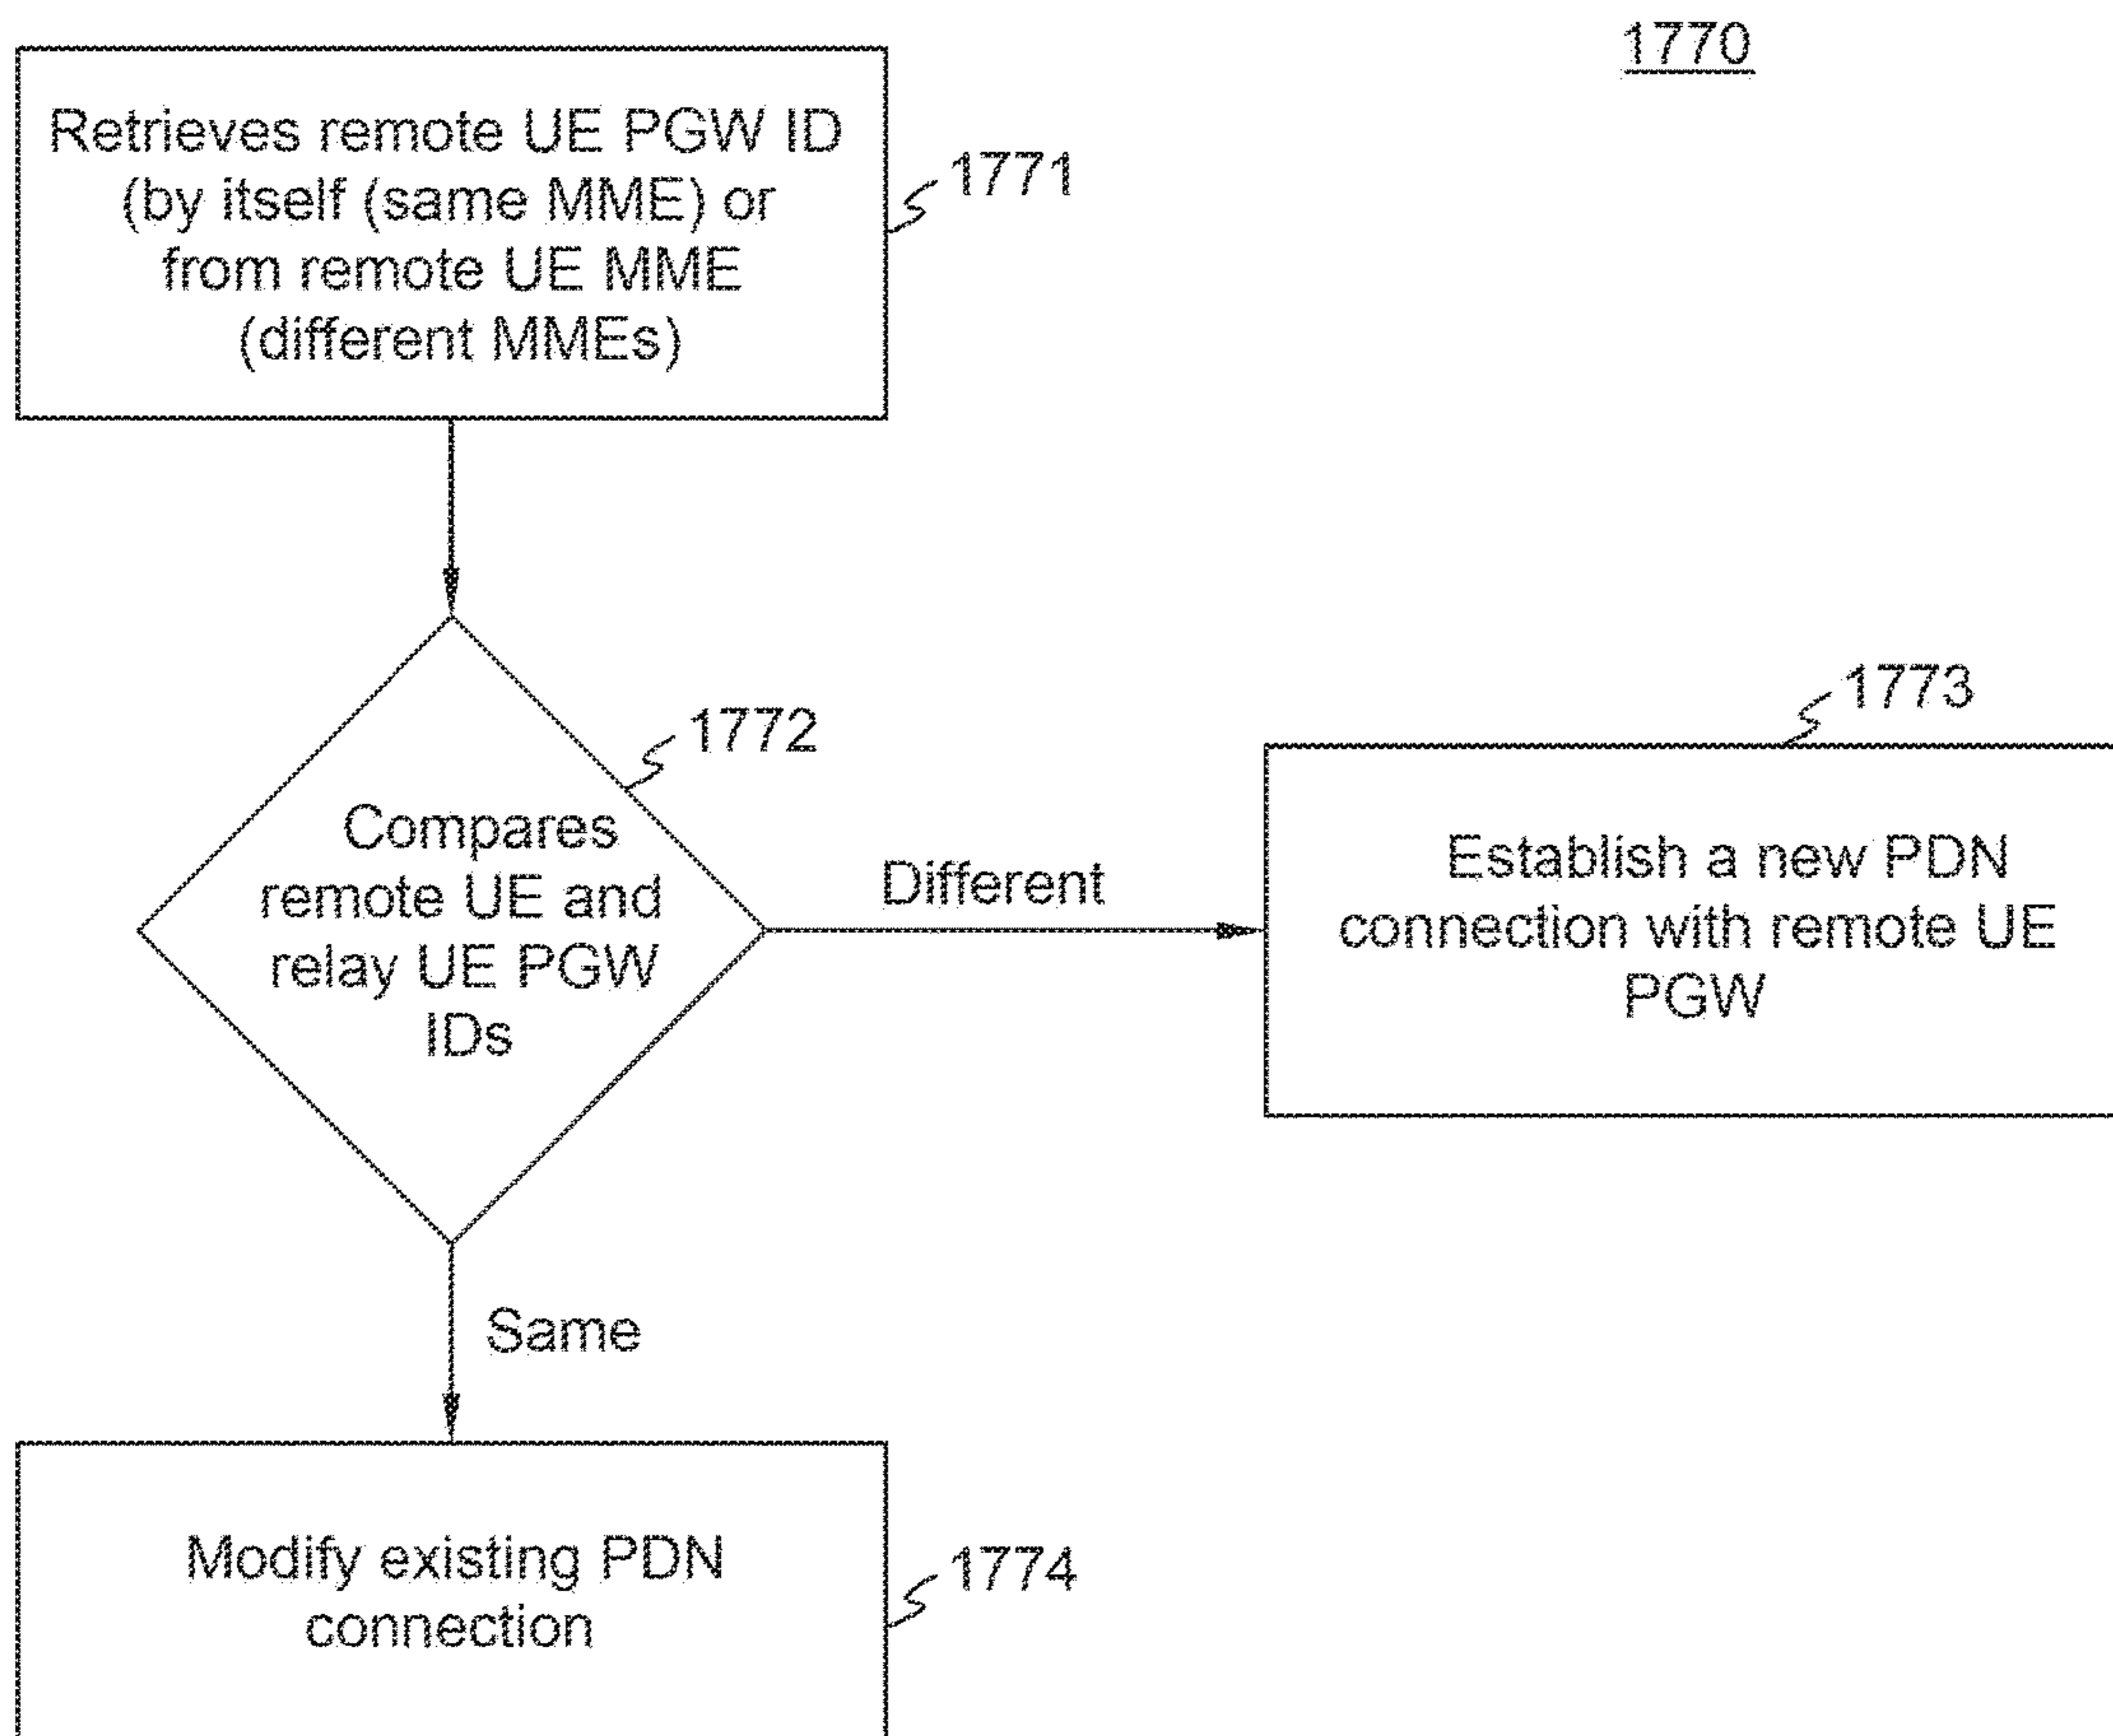 1770
Retrieves remote UE PGW ID
(by itself (same MME) or
from remote UE MME
(different MMEs)
1771
1772
Compares
remote UE and
relay UE PGW
IDs
Different
1773
Establish a new PDN
connection with remote UE
PGW
Same
Modify existing PDN
connection
1774